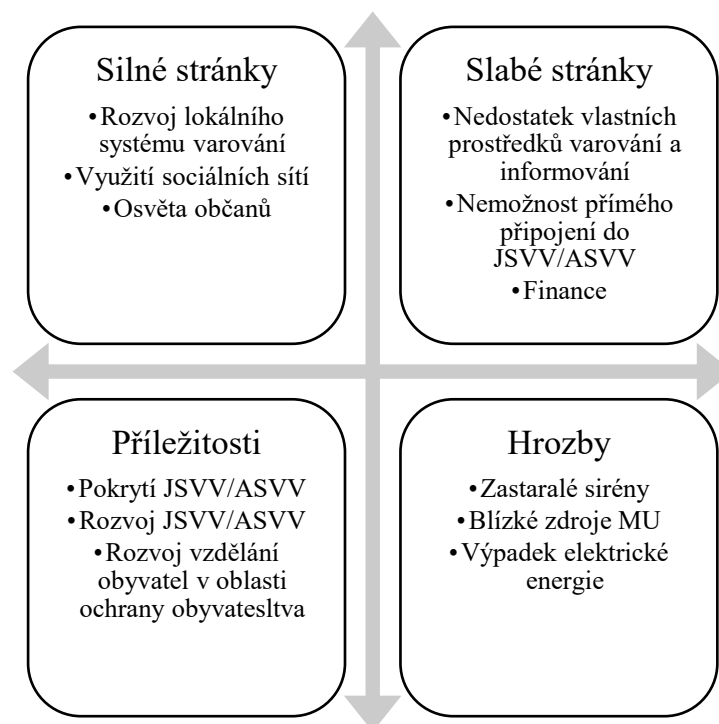 Silné stránky
•Rozvoj lokálního
systému varování
•Využití sociálních sítí
•Osvěta občanů
Slabé stránky
•Nedostatek vlastních
prostředků varování a
informování
•Nemožnost přímého
připojení do
JSVV/ASVV
•Finance
Příležitosti
•Pokrytí JSVV/ASVV
•Rozvoj JSVV/ASVV
•Rozvoj vzdělání
obyvatel v oblasti
ochrany obyvatesltva
Hrozby
•Zastaralé sirény
•Blízké zdroje MU
•Výpadek elektrické
energie